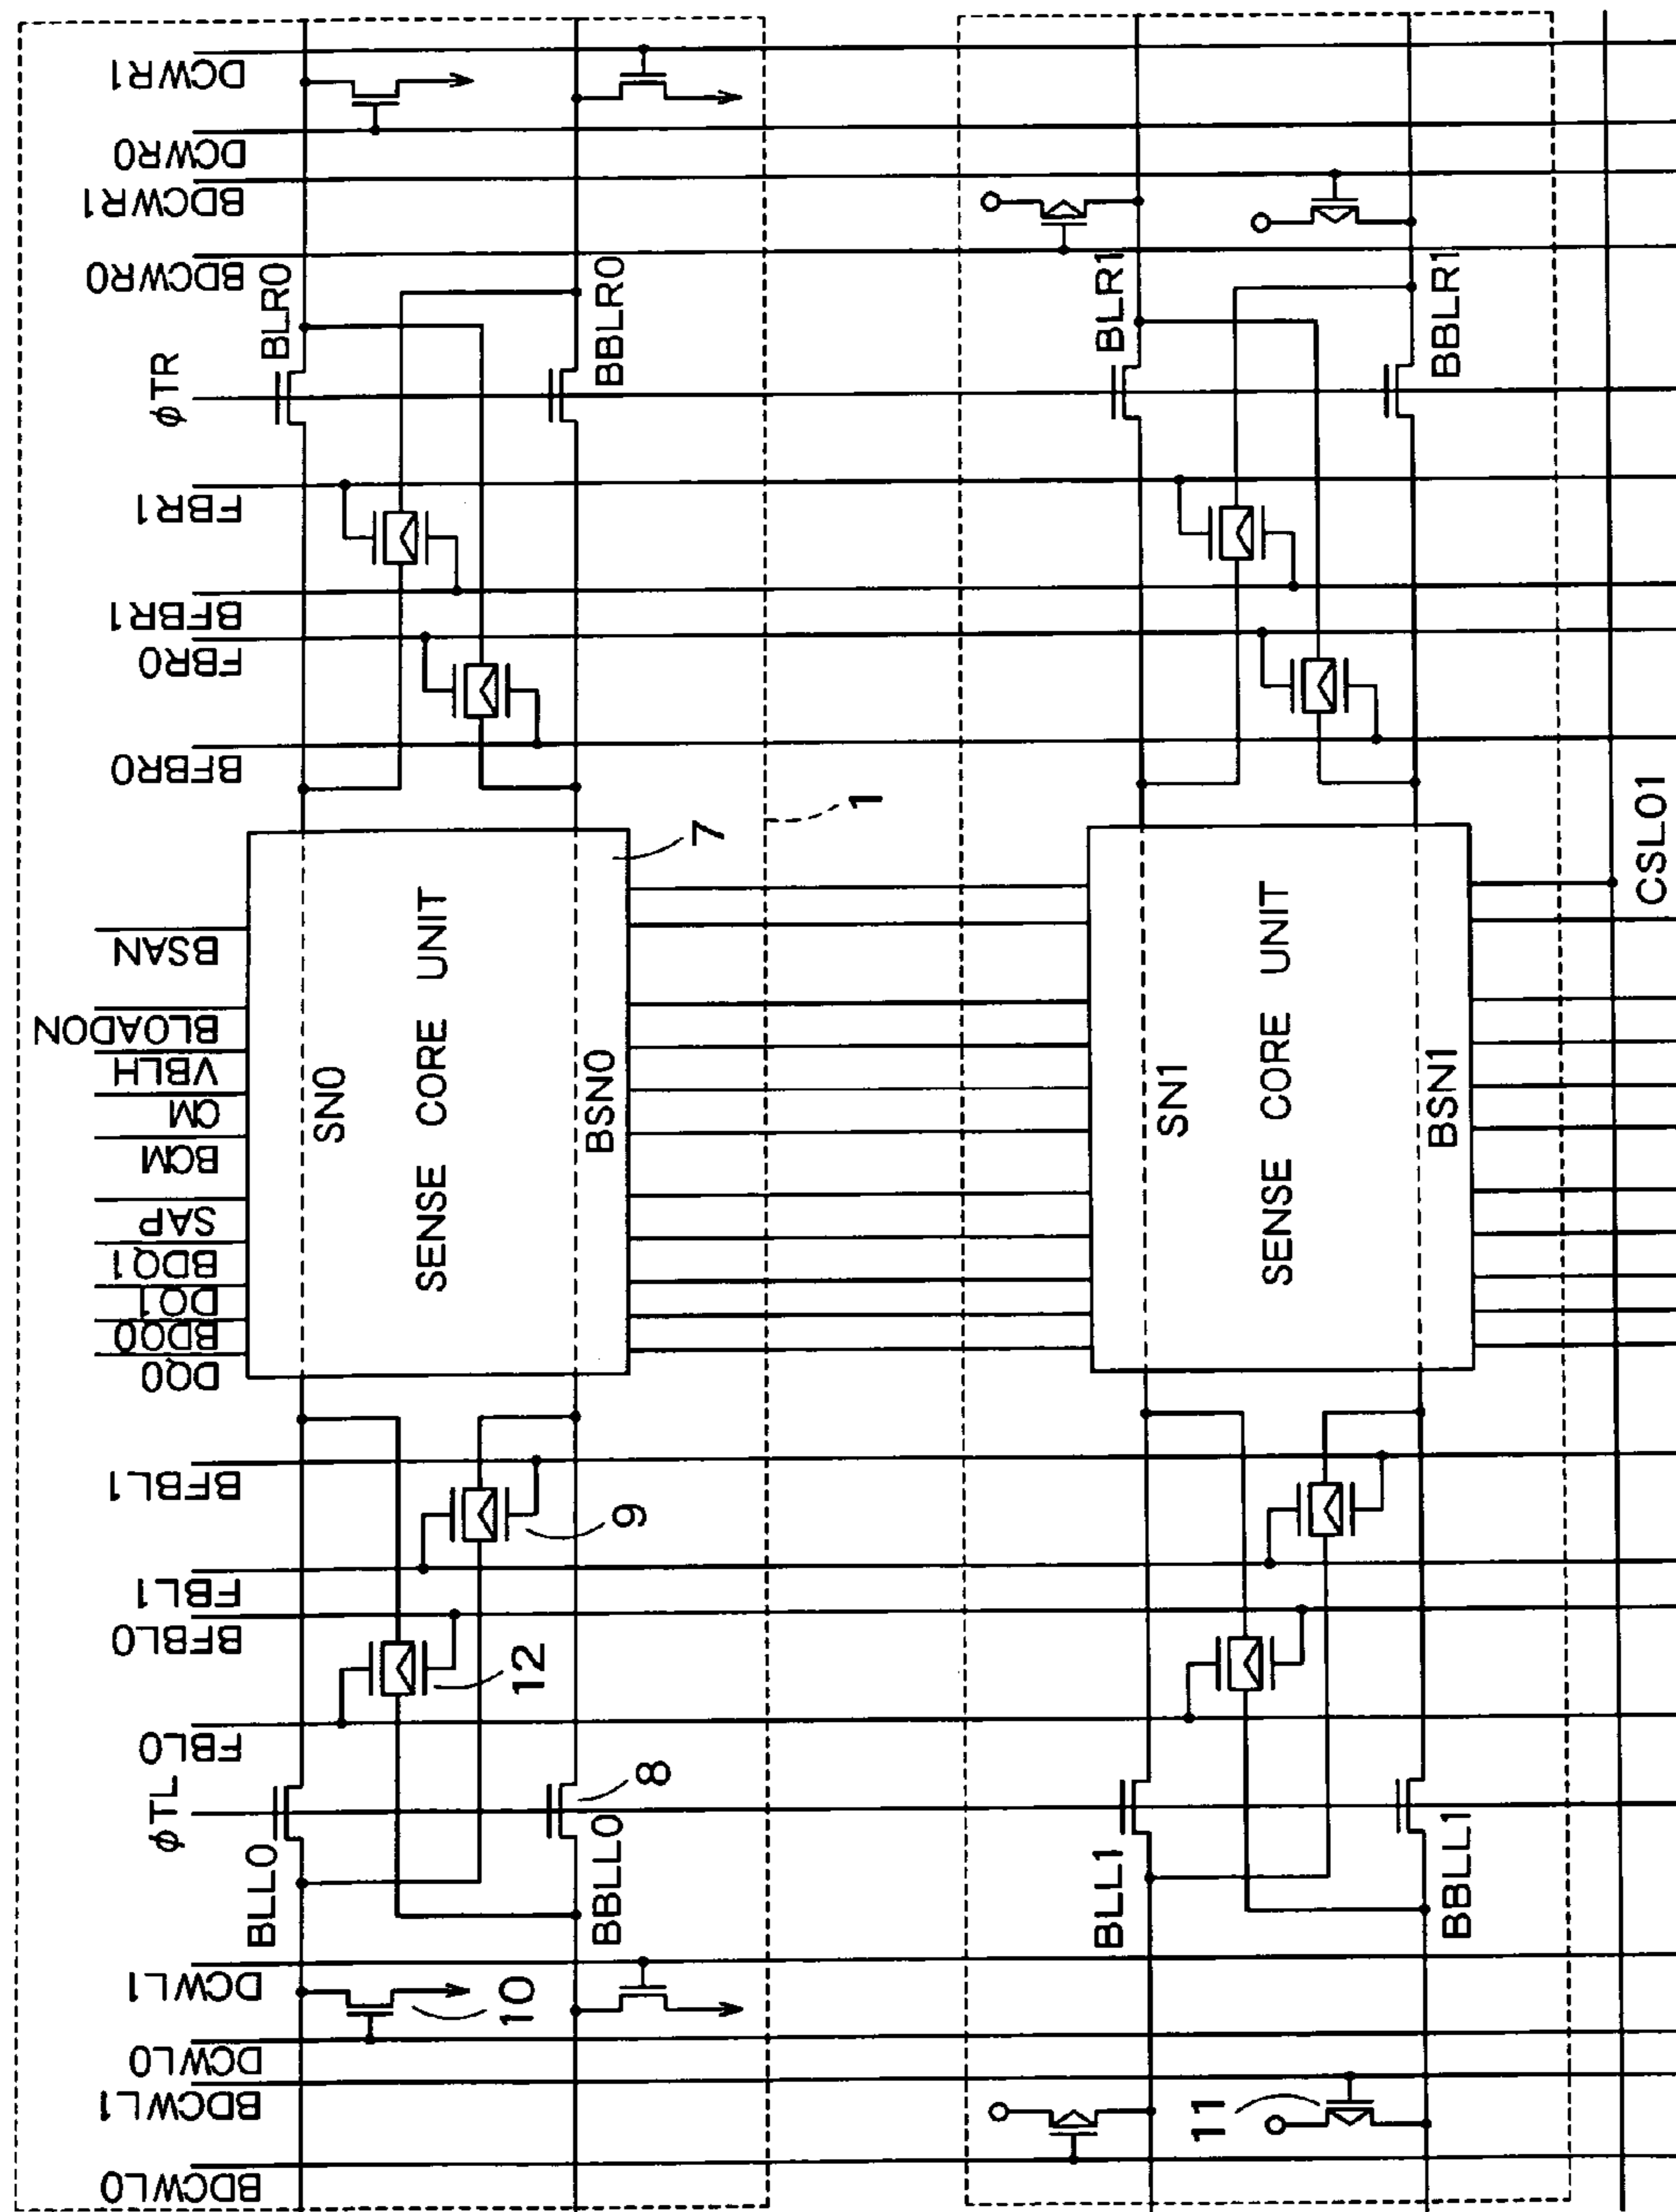 BDCWL0
BDCWL1
DCWL0
DCWL1
φTL
FBL0
BFBL0
FBL1
BFBL1
DQ0
BDQ0
DQ1
BDQ1
SAP
BQM
QM
VBLH
BLOADON
BSAN
BFBR0
FBR0
BFBR1
FBR1
φTR
BDCWR0
BDCWR1
DCWR0
DCWR1
BLL0
SN0
BLR0
10
12
9
SENSE CORE UNIT
8
BBLL0
BSN0
7
BBLR0
1
BLL1
SN1
BLR1
11
SENSE CORE UNIT
BBLL1
BSN1
BBLR1
CSL01